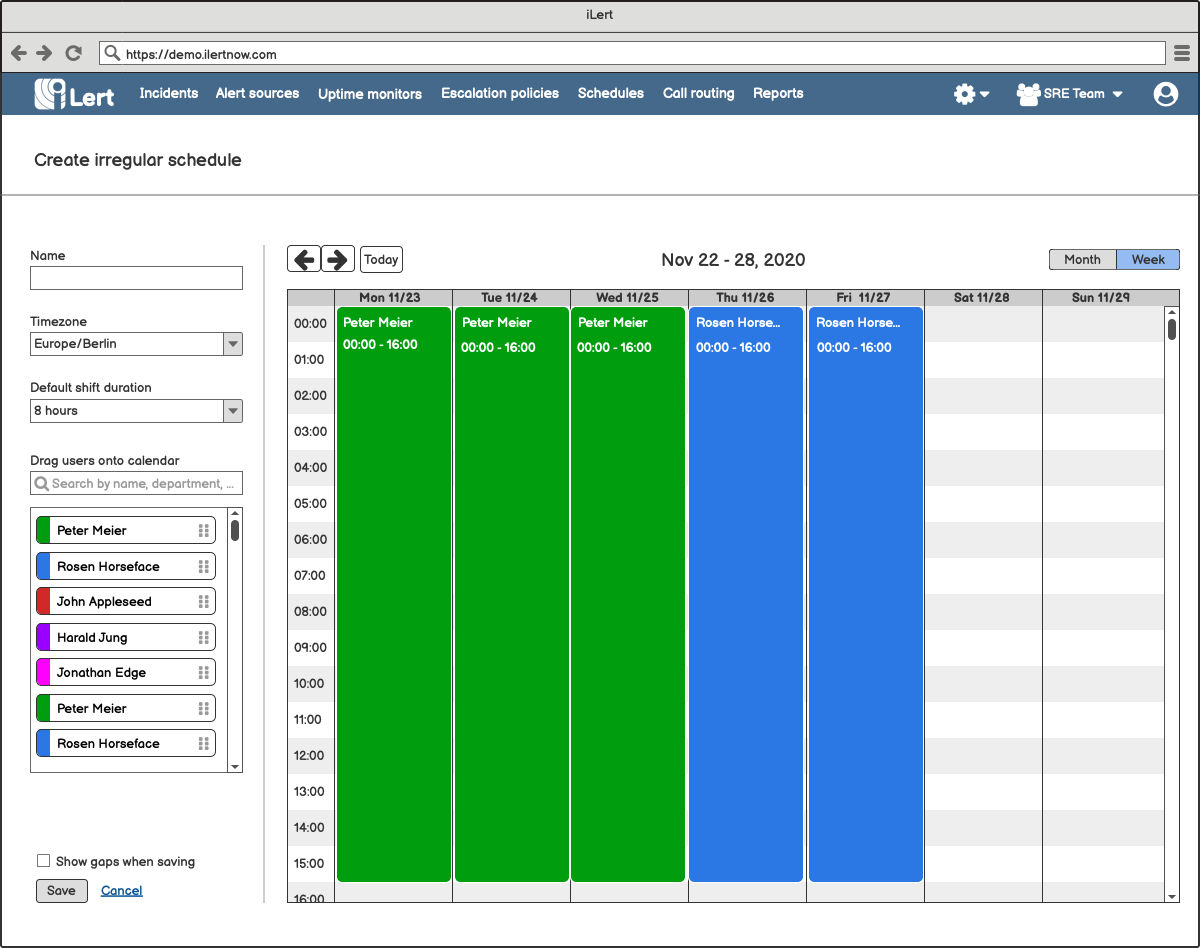 iLert
https://demo.ilertnow.com
iLert Incidents Alert sources Uptime monitors Escalation policies Schedules Call routing Reports SRE Team
Create irregular schedule
Name
Timezone
Europe/Berlin
Default shift duration
8 hours
Drag users onto calendar
Search by name, department, ...
Peter Meier
Rosen Horseface
John Appleseed
Harald Jung
Jonathan Edge
Peter Meier
Rosen Horseface
Show gaps when saving
Save Cancel
Today Nov 22 - 28, 2020 Month Week
Mon 11/23 Tue 11/24 Wed 11/25 Thu 11/26 Fri 11/27 Sat 11/28 Sun 11/29
00:00 Peter Meier Peter Meier Peter Meier Rosen Horse... Rosen Horse...
00:00 - 16:00 00:00 - 16:00 00:00 - 16:00 00:00 - 16:00 00:00 - 16:00
01:00
02:00
03:00
04:00
05:00
06:00
07:00
08:00
09:00
10:00
11:00
12:00
13:00
14:00
15:00
16:00